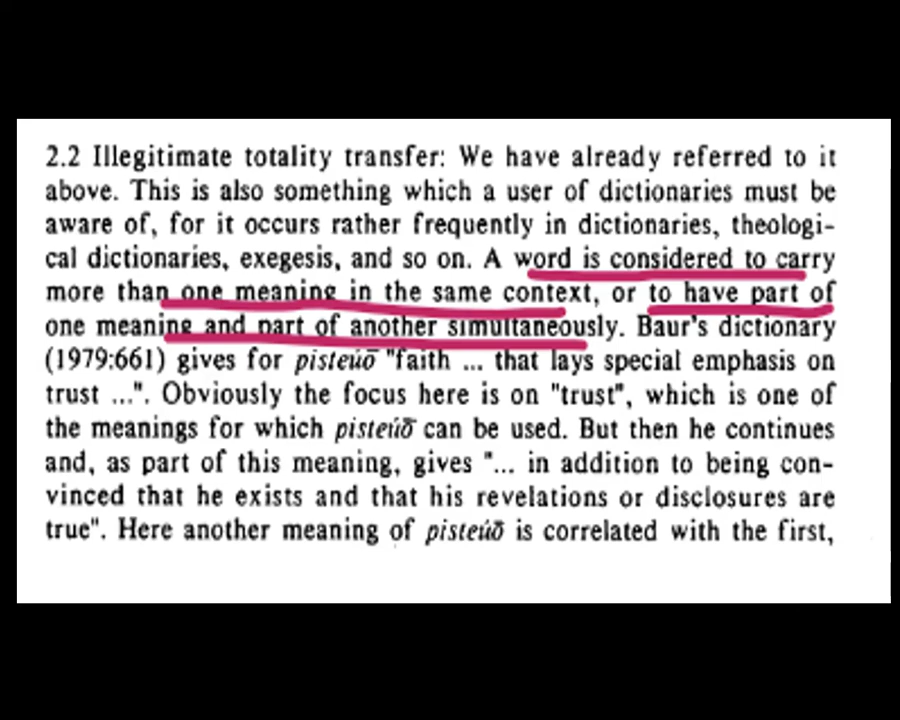 2.2 Illegitimate totality transfer: We have already referred to it
above. This is also something which a user of dictionaries must be
aware of, for it occurs rather frequently in dictionaries, theologi-
cal dictionaries, exegesis, and so on. A word is considered to carry
more than one meaning in the same context, or to have part of
one meaning and part of another simultaneously. Baur's dictionary
(1979:661) gives for pisteúō "faith ... that lays special emphasis on
trust ...". Obviously the focus here is on "trust", which is one of
the meanings for which pisteúō can be used. But then he continues
and, as part of this meaning, gives "... in addition to being con-
vinced that he exists and that his revelations or disclosures are
true". Here another meaning of pisteúō is correlated with the first,